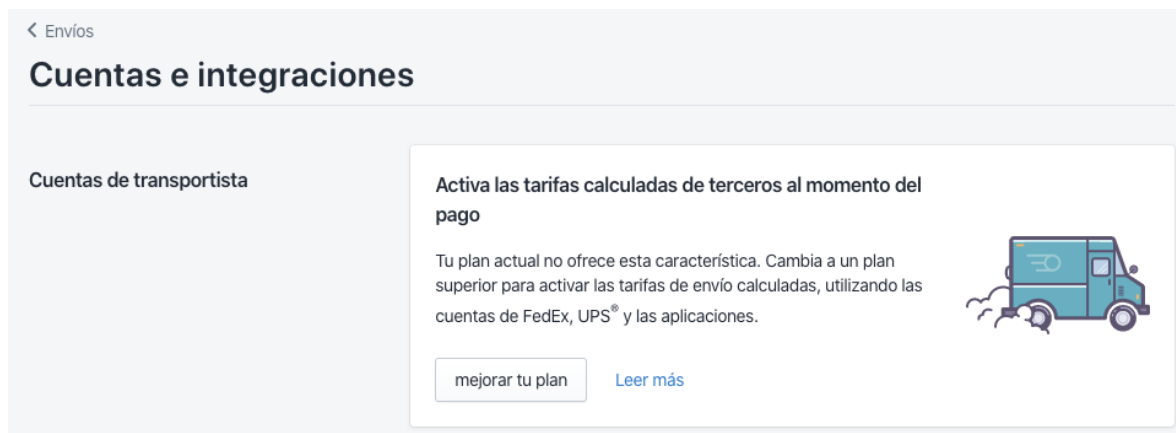 Envíos
Cuentas e integraciones
Cuentas de transportista
Activa las tarifas calculadas de terceros al momento del
pago
Tu plan actual no ofrece esta característica. Cambia a un plan
superior para activar las tarifas de envío calculadas, utilizando las
cuentas de FedEx, UPS® y las aplicaciones.
mejorar tu plan
Leer más